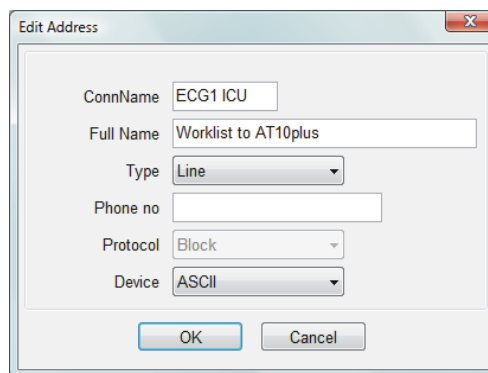 Edit Address
ConnName ECG1 ICU
Full Name Worklist to AT10plus
Type Line
Phone no
Protocol Block
Device ASCII
OK Cancel